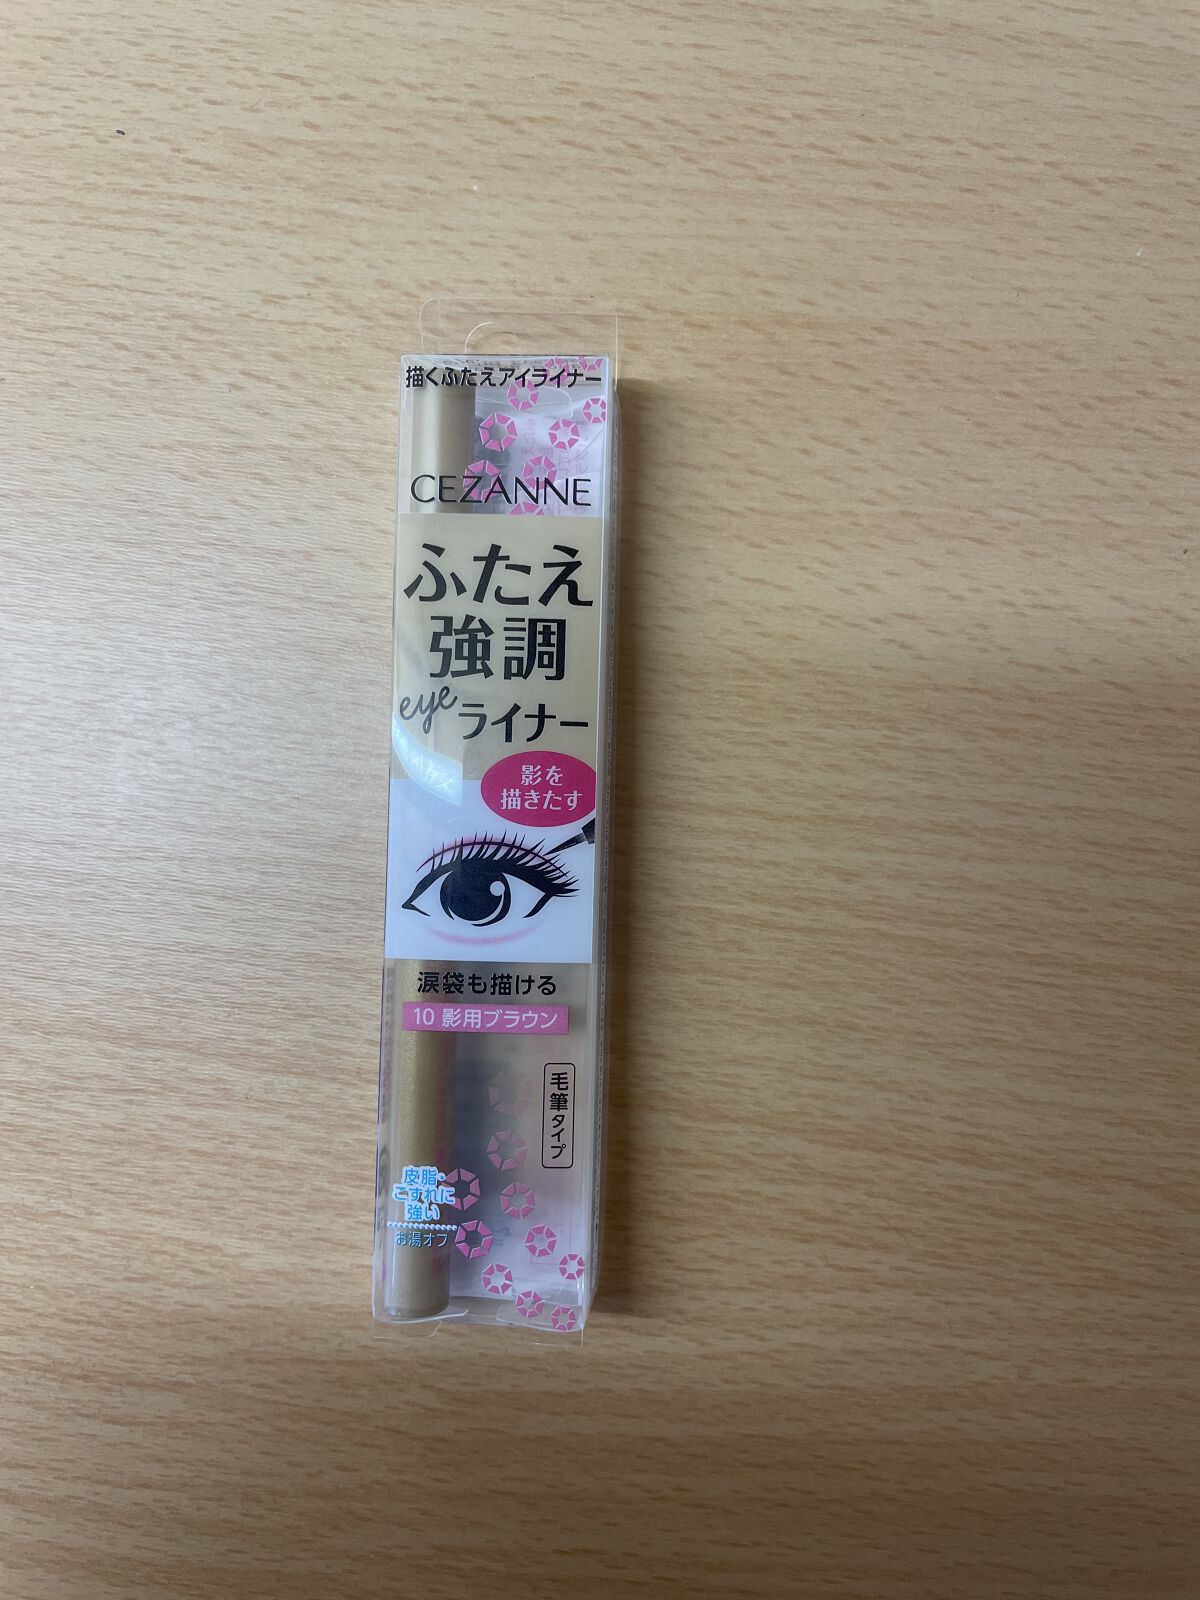 描くふたえアイライナー
CEZANNE
ふたえ
強調
eye ライナー
影を
描きたす
涙袋も描ける
10 影用ブラウン
毛筆タイプ
皮脂・
こすれに
強い
お湯オフ